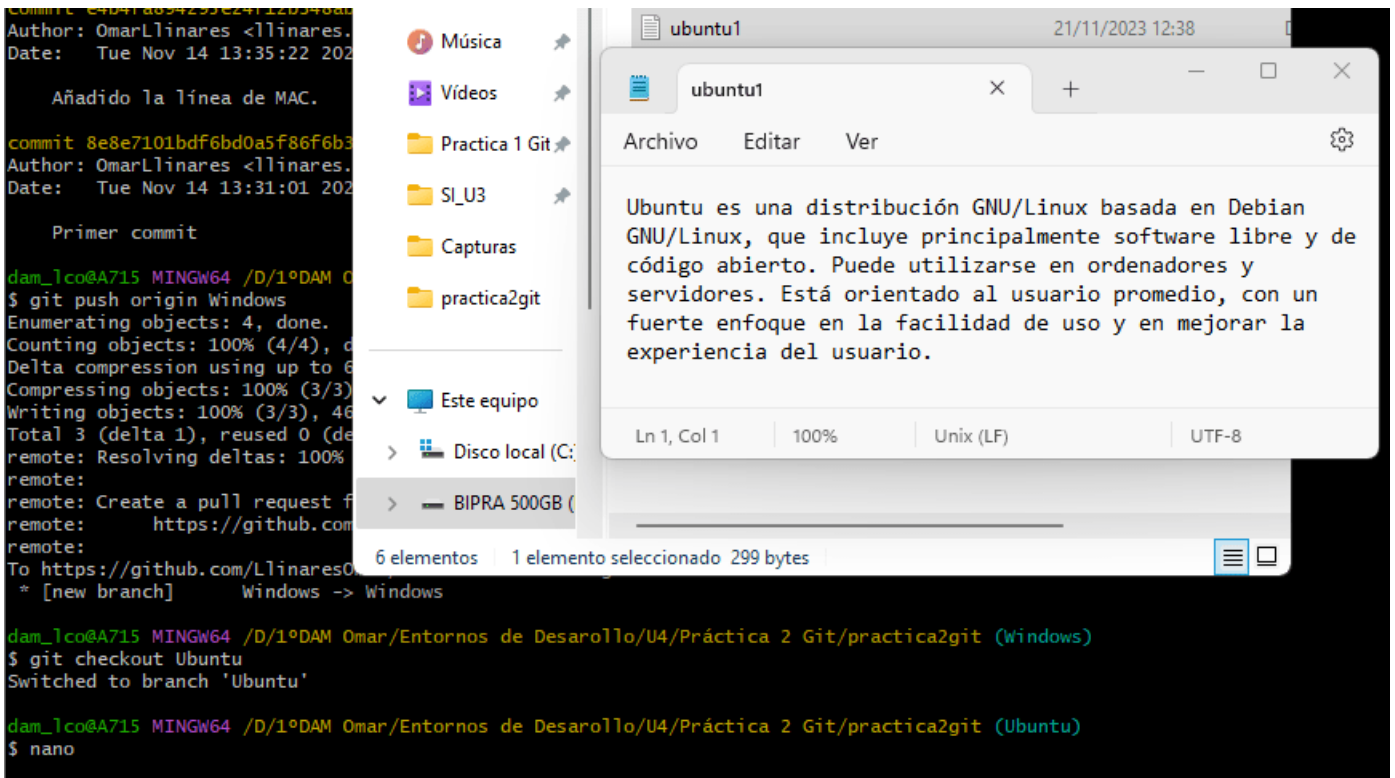 Author: OmarLlinares <llinares.
Date:   Tue Nov 14 13:35:22 202
Añadido la línea de MAC.
commit 8e8e7101bdf6bd0a5f86f6b3
Author: OmarLlinares <llinares.
Date:   Tue Nov 14 13:31:01 202
Primer commit
dam_lco@A715 MINGW64 /D/1ºDAM O
$ git push origin Windows
Enumerating objects: 4, done.
Counting objects: 100% (4/4), d
Delta compression using up to 6
Compressing objects: 100% (3/3)
Writing objects: 100% (3/3), 46
Total 3 (delta 1), reused 0 (de
remote: Resolving deltas: 100%
remote:
remote: Create a pull request f
remote:      https://github.com
remote:
To https://github.com/LlinaresO
 * [new branch]      Windows -> Windows
dam_lco@A715 MINGW64 /D/1ºDAM Omar/Entornos de Desarollo/U4/Práctica 2 Git/practica2git (Windows)
$ git checkout Ubuntu
Switched to branch 'Ubuntu'
dam_lco@A715 MINGW64 /D/1ºDAM Omar/Entornos de Desarollo/U4/Práctica 2 Git/practica2git (Ubuntu)
$ nano
Música
Vídeos
Practica 1 Git
SI_U3
Capturas
practica2git
Este equipo
Disco local (C:
BIPRA 500GB (
6 elementos 1 elemento seleccionado 299 bytes
ubuntu1 21/11/2023 12:38
ubuntu1
Archivo Editar Ver
Ubuntu es una distribución GNU/Linux basada en Debian
GNU/Linux, que incluye principalmente software libre y de
código abierto. Puede utilizarse en ordenadores y
servidores. Está orientado al usuario promedio, con un
fuerte enfoque en la facilidad de uso y en mejorar la
experiencia del usuario.
Ln 1, Col 1 100% Unix (LF) UTF-8